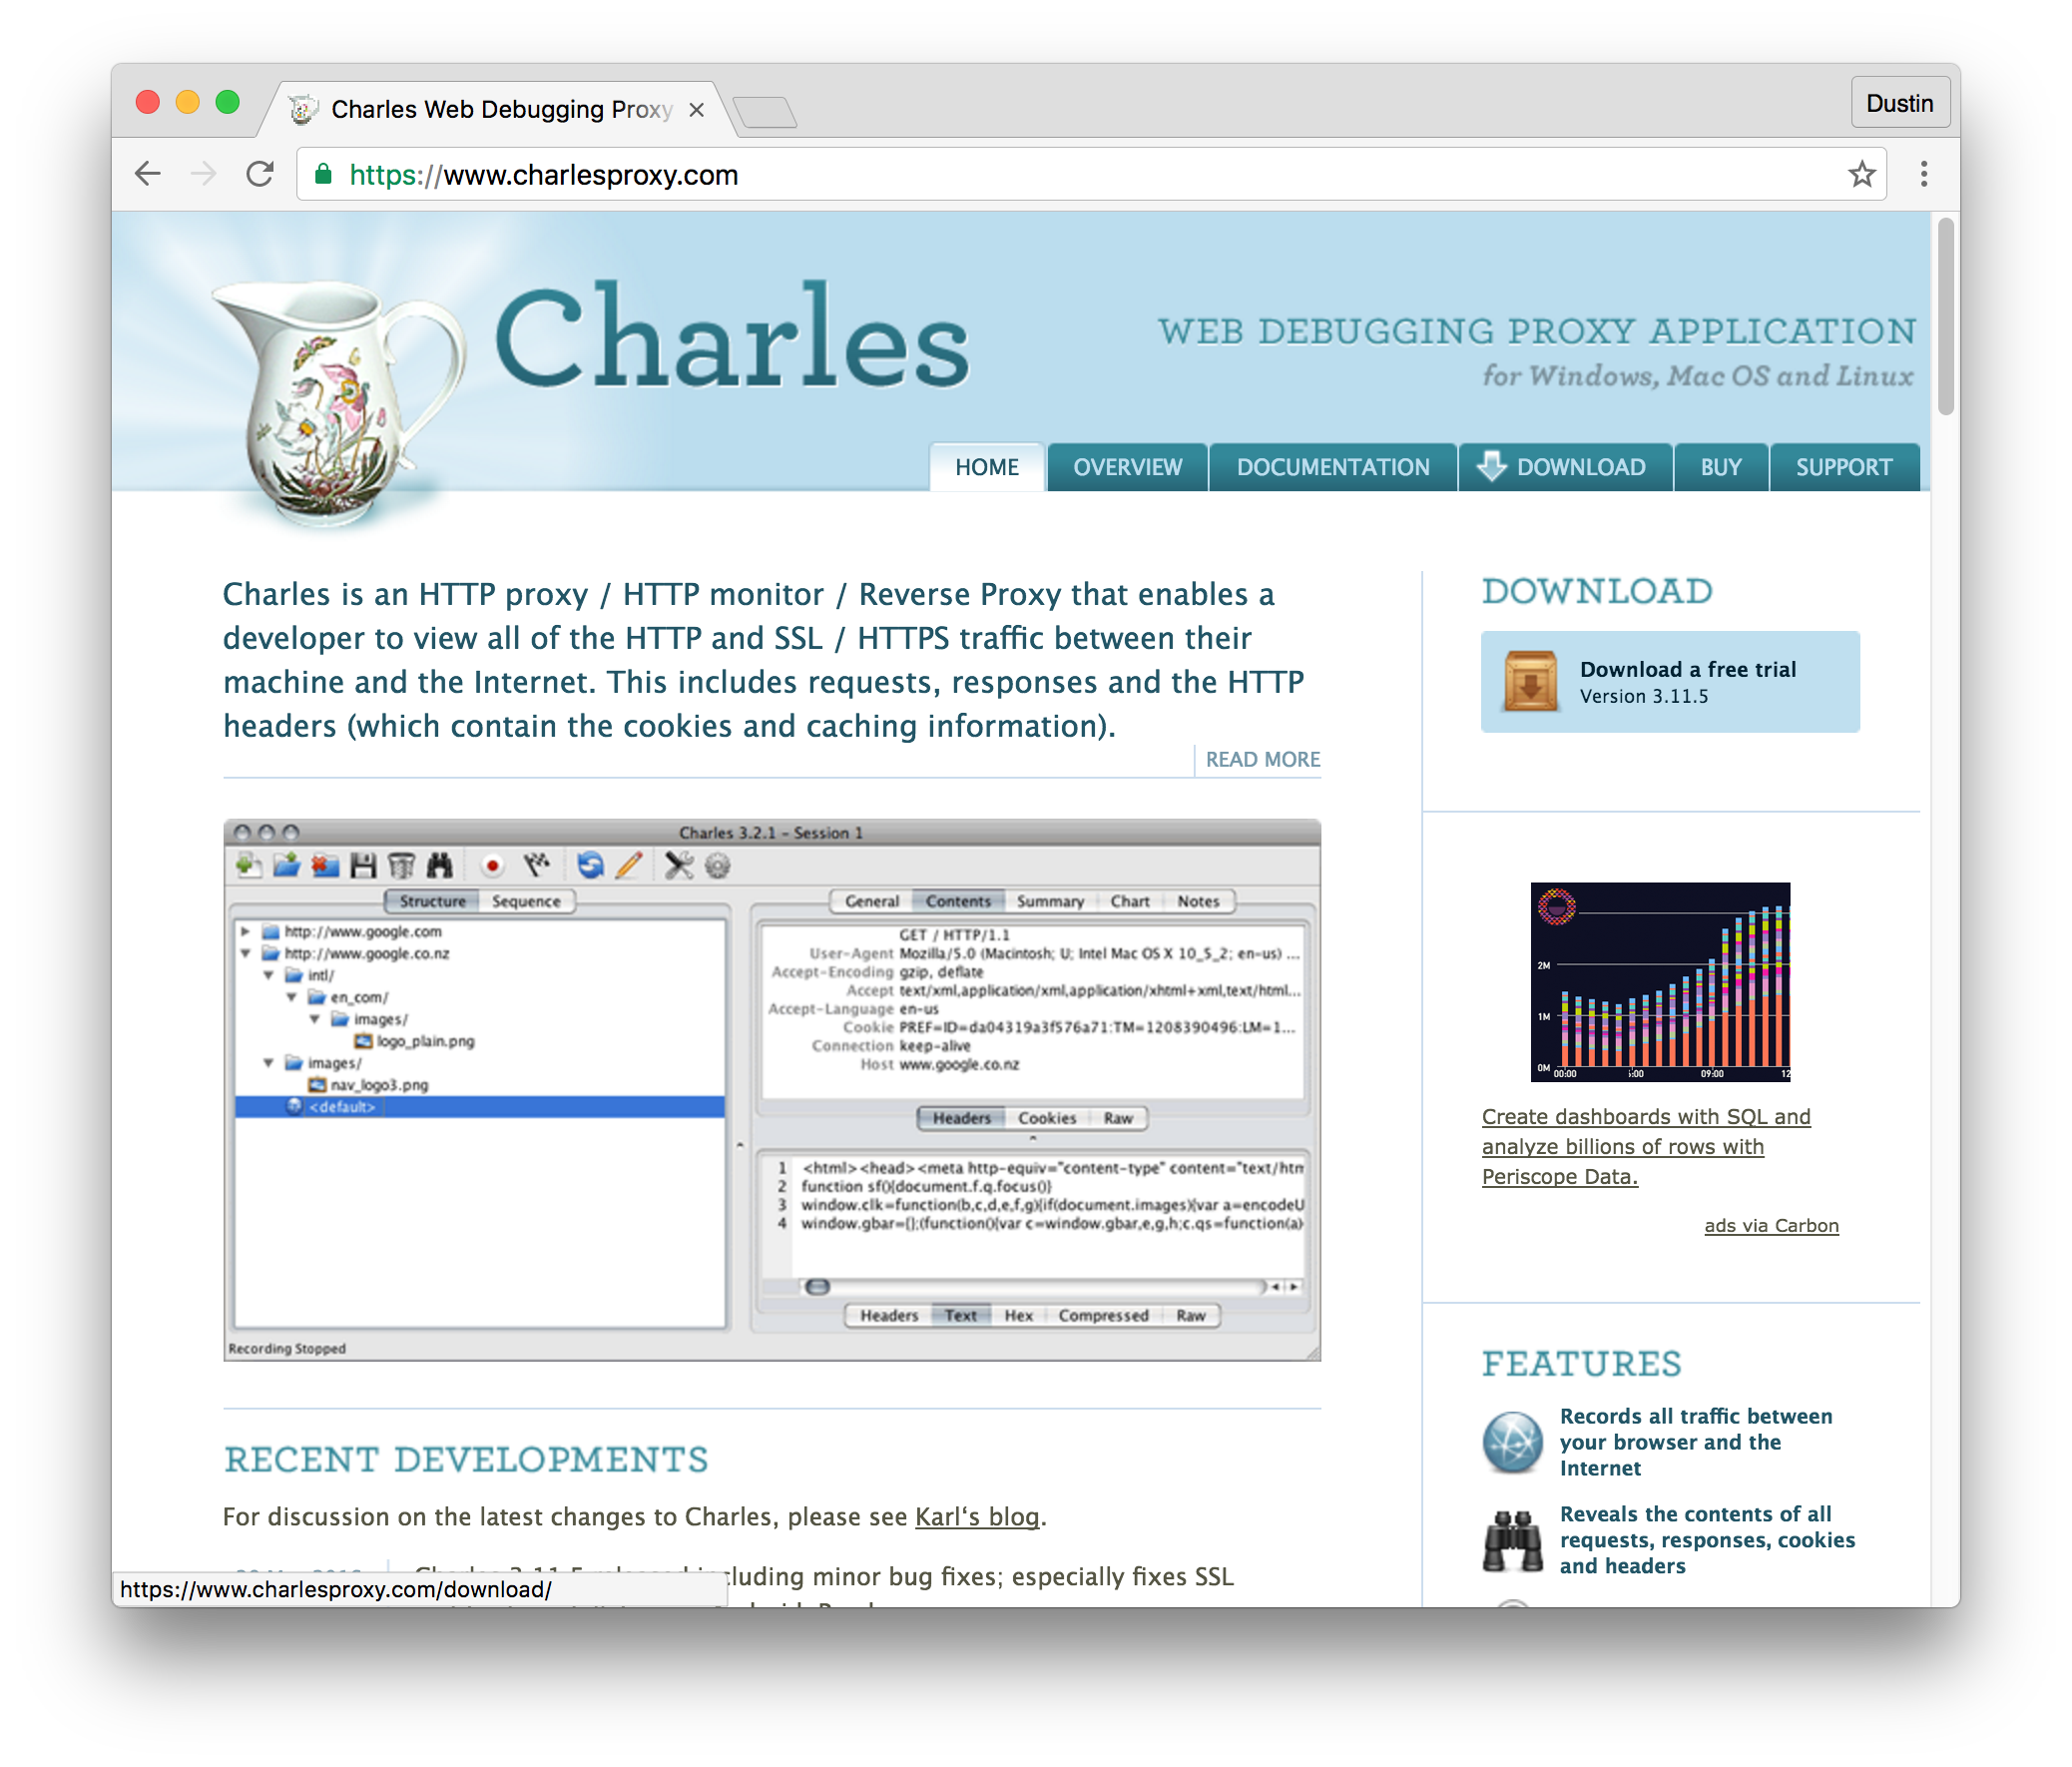 Charles Web Debugging Proxy
Dustin
https://www.charlesproxy.com
Charles
WEB DEBUGGING PROXY APPLICATION
for Windows, Mac OS and Linux
HOME OVERVIEW DOCUMENTATION DOWNLOAD BUY SUPPORT
Charles is an HTTP proxy / HTTP monitor / Reverse Proxy that enables a
developer to view all of the HTTP and SSL / HTTPS traffic between their
machine and the Internet. This includes requests, responses and the HTTP
headers (which contain the cookies and caching information).
READ MORE
Charles 3.2.1 – Session 1
Structure Sequence
http://www.google.com
http://www.google.co.nz
intl/
en_com/
images/
logo_plain.png
images/
nav_logo3.png
<default>
Recording Stopped
General Contents Summary Chart Notes
GET / HTTP/1.1
User-Agent Mozilla/5.0 (Macintosh; U; Intel Mac OS X 10_5_2; en-us) ...
Accept-Encoding gzip, deflate
Accept text/xml,application/xml,application/xhtml+xml,text/html...
Accept-Language en-us
Cookie PREF=ID=da04319a3f576a71:TM=1208390496:LM=1...
Connection keep-alive
Host www.google.co.nz
Headers Cookies Raw
1 <html><head><meta http-equiv="content-type" content="text/htm
2 function sf(){document.f.q.focus()}
3 window.clk=function(b,c,d,e,f,g){if(document.images){var a=encodeU
4 window.gbar={};(function(){var c=window.gbar,e,g,h;c.qs=function(a)
Headers Text Hex Compressed Raw
RECENT DEVELOPMENTS
For discussion on the latest changes to Charles, please see Karl‘s blog.
including minor bug fixes; especially fixes SSL
https://www.charlesproxy.com/download/
DOWNLOAD
Download a free trial
Version 3.11.5
2M
1M
0M
00:00 09:00 12
Create dashboards with SQL and
analyze billions of rows with
Periscope Data.
ads via Carbon
FEATURES
Records all traffic between
your browser and the
Internet
Reveals the contents of all
requests, responses, cookies
and headers